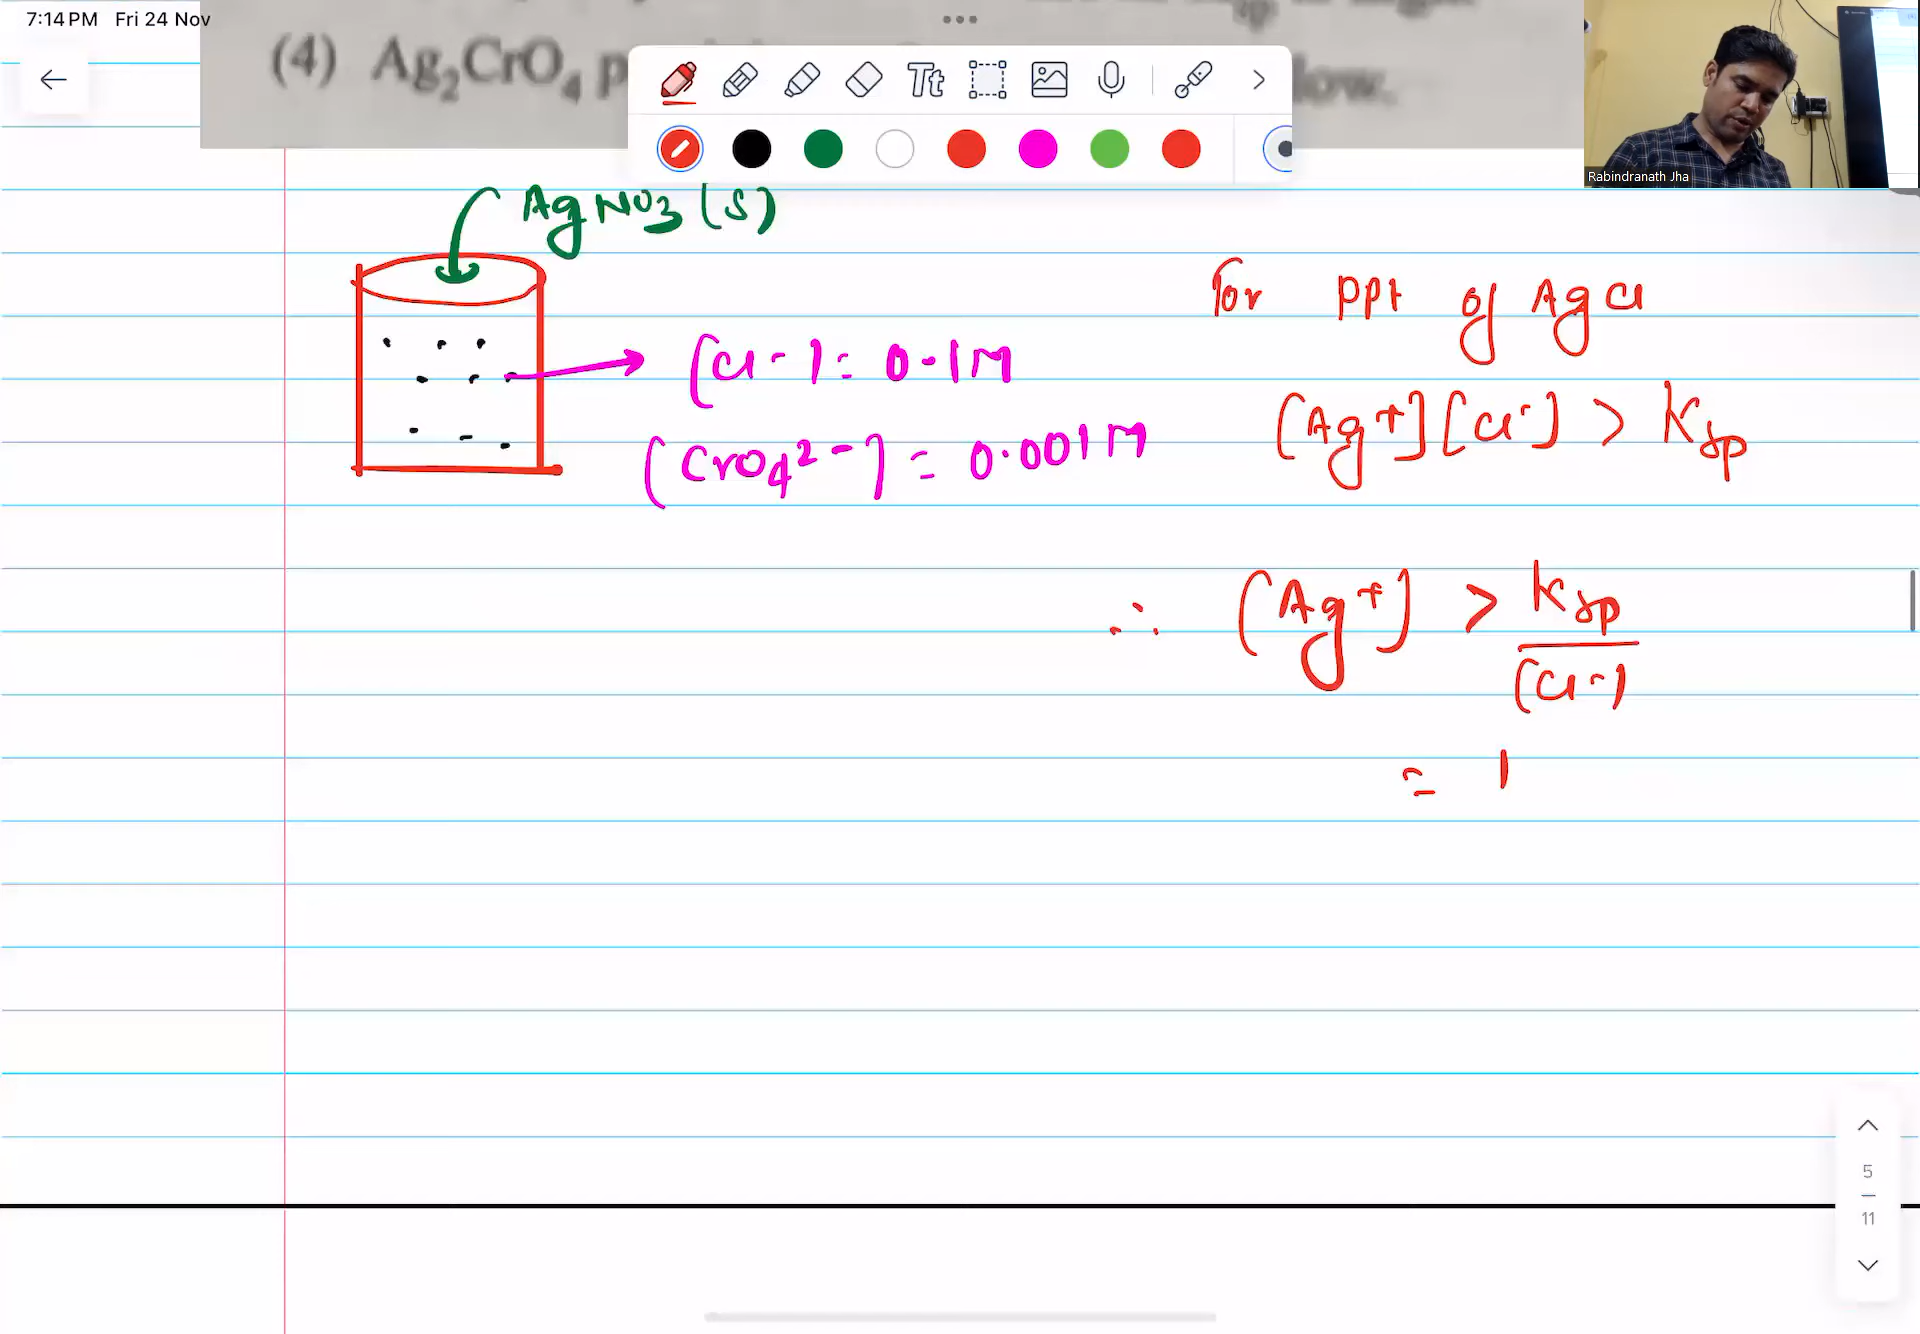 7:14 PM Fri 24 Nov
(4) Ag₂CrO₄ p
low.
Tt
Rabindranath Jha
AgNO3 (s)
[Cl-] = 0.1M
[CrO4²-] = 0.001M
For ppt of AgCl
[Ag+][Cl-] > Ksp
∴ [Ag+] > Ksp
[Cl-]
= 1
5
11